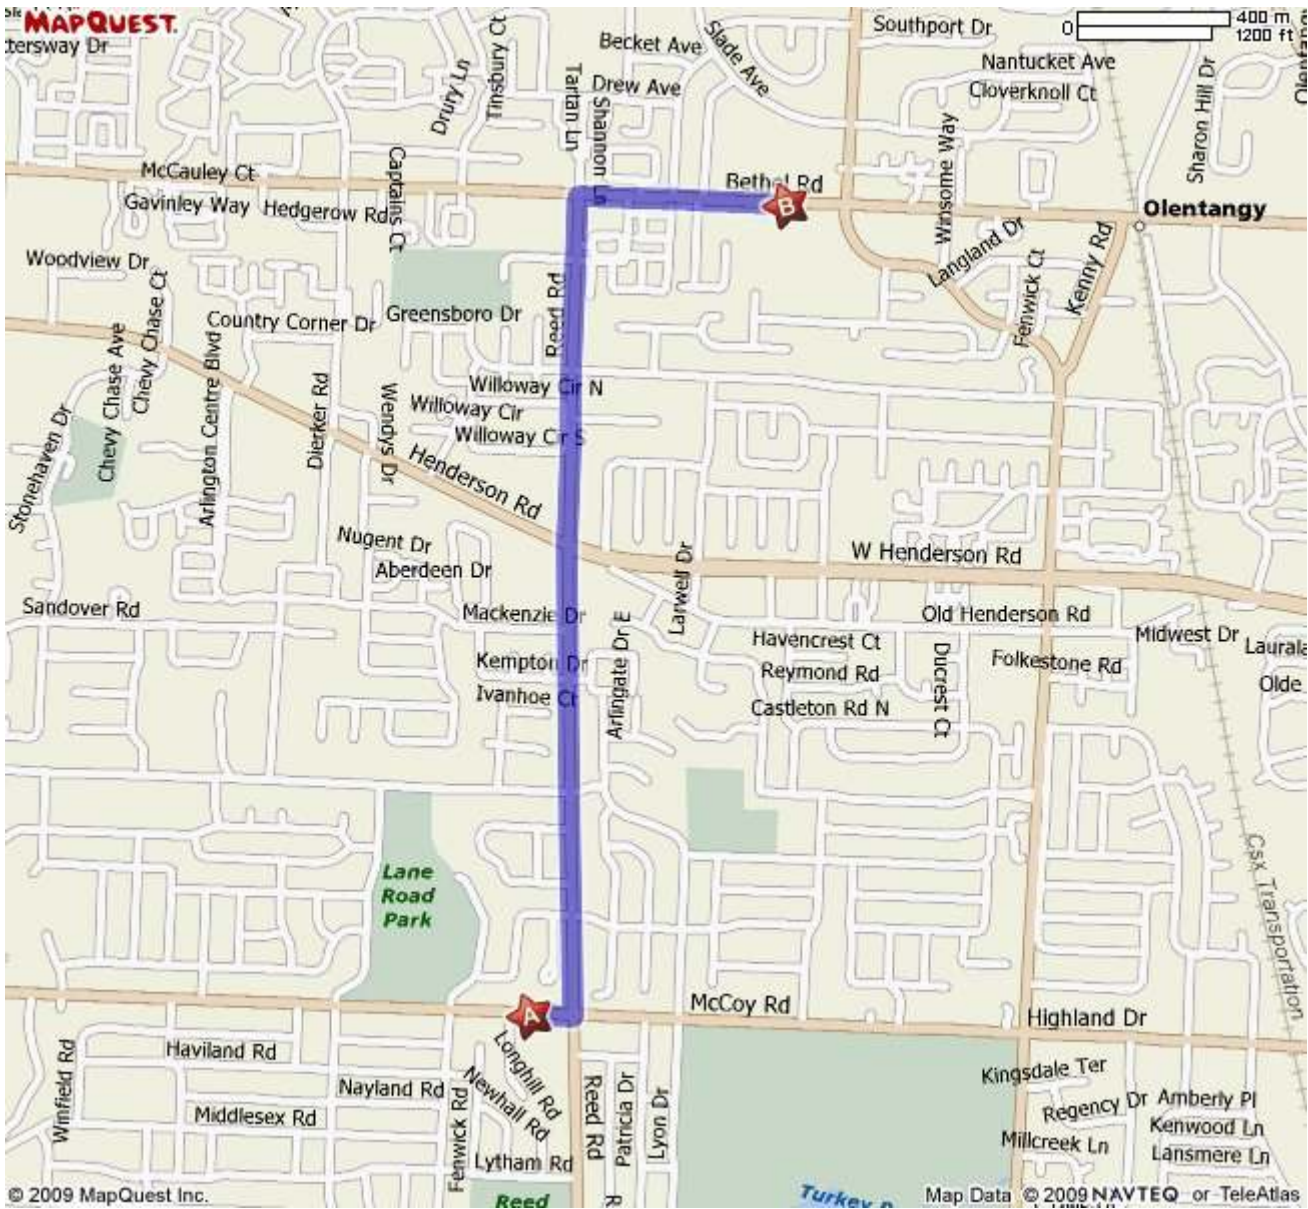 MAPQUEST.
400 m
0
1200 ft
tersway Dr
Drury Ln
Tinsbury Ct
Becket Ave
Slade Ave
Southport Dr
Nantucket Ave
Cloverknoll Ct
Drew Ave
Tartan Ln
Shannon Ln
Sharon Hill Dr
McCauley Ct
Captains Ct
Bethel Rd
B
Winsome Way
Gavinley Way
Hedgerow Rd
Olentangy
Langland Dr
Kenny Rd
Woodview Dr
Chevy Chase Ct
Reed Rd
Fenwick Ct
Greensboro Dr
Country Corner Dr
Chevy Chase Ave
Arlington Centre Blvd
Dierker Rd
Wendys Dr
Willoway Cir N
Willoway Cir
Willoway Cir S
Stonehaven Dr
Henderson Rd
Nugent Dr
Aberdeen Dr
W Henderson Rd
Larwell Dr
Sandover Rd
Mackenzie Dr
Old Henderson Rd
Arlingate Dr E
Havencrest Ct
Midwest Dr
Laurala
Kempton Dr
Reymond Rd
Ducrest Ct
Folkestone Rd
Olde
Ivanhoe Ct
Castleton Rd N
Lane
Road
Park
Csx Transportation
A
McCoy Rd
Highland Dr
Winfield Rd
Haviland Rd
Longhill Rd
Kingsdale Ter
Nayland Rd
Newhall Rd
Fenwick Rd
Reed Rd
Patricia Dr
Lyon Dr
Regency Dr
Amberly Pl
Middlesex Rd
Kenwood Ln
Millcreek Ln
Lansmere Ln
Lytham Rd
Reed
Turkey
© 2009 MapQuest Inc.
Map Data © 2009 NAVTEQ or TeleAtlas